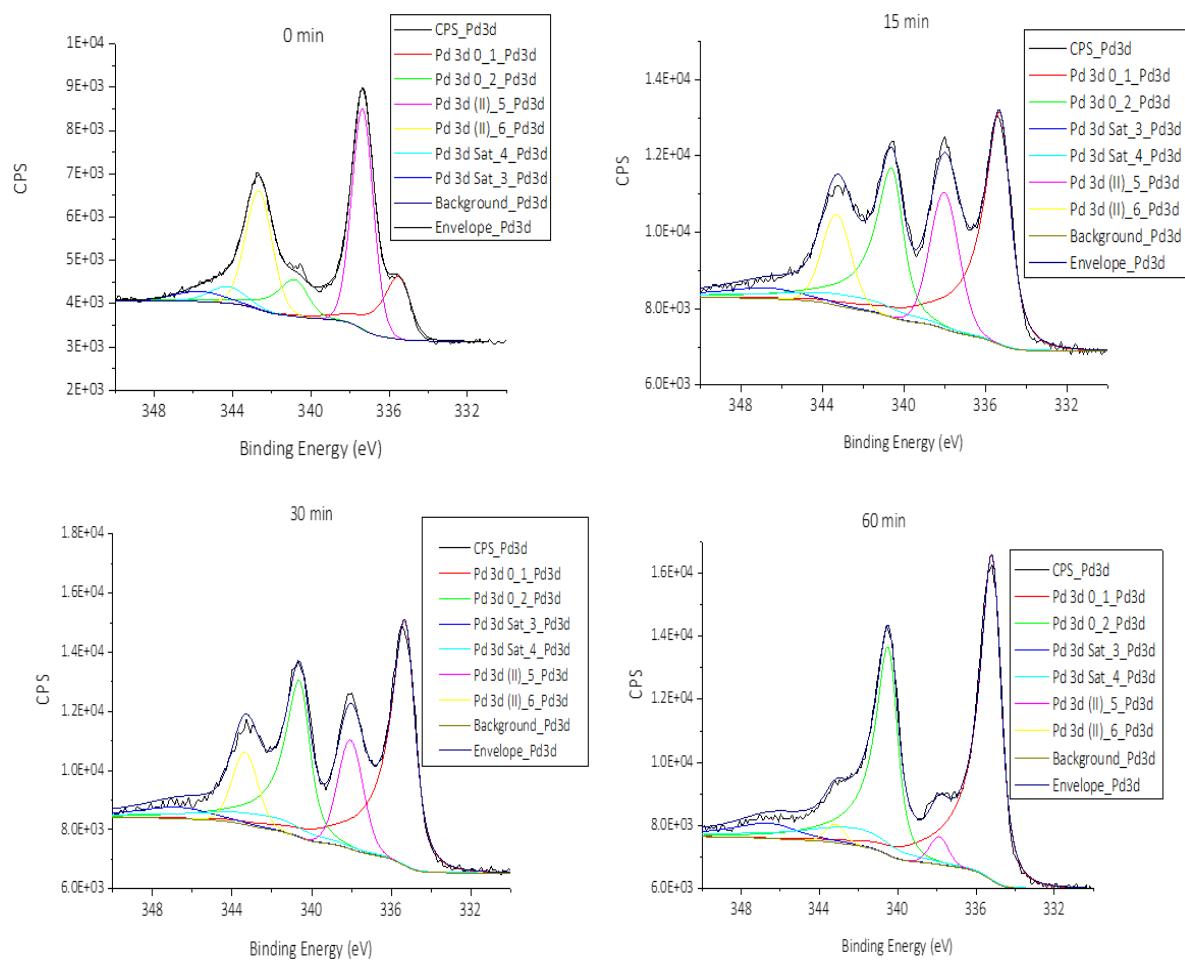 0 min
CPS_Pd3d
Pd 3d 0_1_Pd3d
Pd 3d 0_2_Pd3d
Pd 3d (II)_5_Pd3d
Pd 3d (II)_6_Pd3d
Pd 3d Sat_4_Pd3d
Pd 3d Sat_3_Pd3d
Background_Pd3d
Envelope_Pd3d
1E+04
9E+03
8E+03
7E+03
6E+03
5E+03
4E+03
3E+03
2E+03
CPS
348 344 340 336 332
Binding Energy (eV)
15 min
CPS_Pd3d
Pd 3d 0_1_Pd3d
Pd 3d 0_2_Pd3d
Pd 3d Sat_3_Pd3d
Pd 3d Sat_4_Pd3d
Pd 3d (II)_5_Pd3d
Pd 3d (II)_6_Pd3d
Background_Pd3d
Envelope_Pd3d
1.4E+04
1.2E+04
1.0E+04
8.0E+03
6.0E+03
CPS
348 344 340 336 332
Binding Energy (eV)
30 min
CPS_Pd3d
Pd 3d 0_1_Pd3d
Pd 3d 0_2_Pd3d
Pd 3d Sat_3_Pd3d
Pd 3d Sat_4_Pd3d
Pd 3d (II)_5_Pd3d
Pd 3d (II)_6_Pd3d
Background_Pd3d
Envelope_Pd3d
1.8E+04
1.6E+04
1.4E+04
1.2E+04
1.0E+04
8.0E+03
6.0E+03
CPS
348 344 340 336 332
Binding Energy (eV)
60 min
CPS_Pd3d
Pd 3d 0_1_Pd3d
Pd 3d 0_2_Pd3d
Pd 3d Sat_3_Pd3d
Pd 3d Sat_4_Pd3d
Pd 3d (II)_5_Pd3d
Pd 3d (II)_6_Pd3d
Background_Pd3d
Envelope_Pd3d
1.6E+04
1.4E+04
1.2E+04
1.0E+04
8.0E+03
6.0E+03
CPS
348 344 340 336 332
Binding Energy (eV)